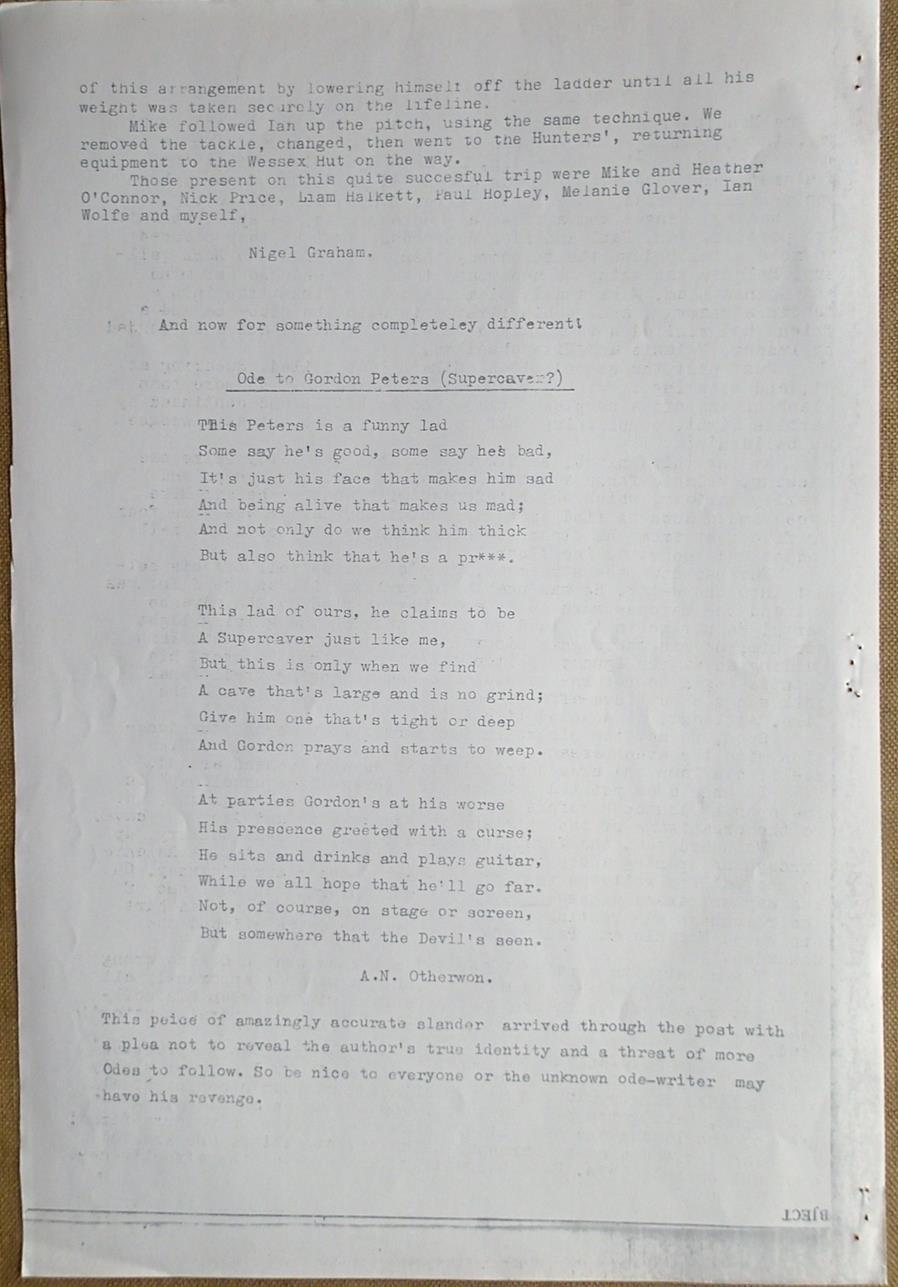 of this arrangement by lowering himself off the ladder until all his
weight was taken securely on the lifeline.
Mike followed Ian up the pitch, using the same technique. We
removed the tackle, changed, then went to the Hunters', returning
equipment to the Wessex Hut on the way.
Those present on this quite succesful trip were Mike and Heather
O'Connor, Nick Price, Liam Halkett, Paul Hopley, Melanie Glover, Ian
Wolfe and myself,
Nigel Graham.
And now for something completeley different!
Ode to Gordon Peters (Supercaver?)
This Peters is a funny lad
Some say he's good, some say he's bad,
It's just his face that makes him sad
And being alive that makes us mad;
And not only do we think him thick
But also think that he's a pr***.
This lad of ours, he claims to be
A Supercaver just like me,
But this is only when we find
A cave that's large and is no grind;
Give him one that's tight or deep
And Gordon prays and starts to weep.
At parties Gordon's at his worse
His prescence greeted with a curse;
He sits and drinks and plays guitar,
While we all hope that he'll go far.
Not, of course, on stage or screen,
But somewhere that the Devil's seen.
A.N. Otherwon.
This peice of amazingly accurate slander arrived through the post with
a plea not to reveal the author's true identity and a threat of more
Odes to follow. So be nice to everyone or the unknown ode-writer may
have his revenge.
BJECT